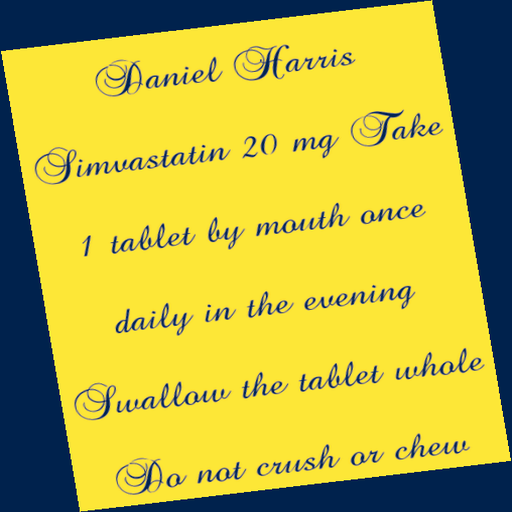 Daniel Harris
Simvastatin 20 mg Take
1 tablet by mouth once
daily in the evening
Swallow the tablet whole
Do not crush or chew